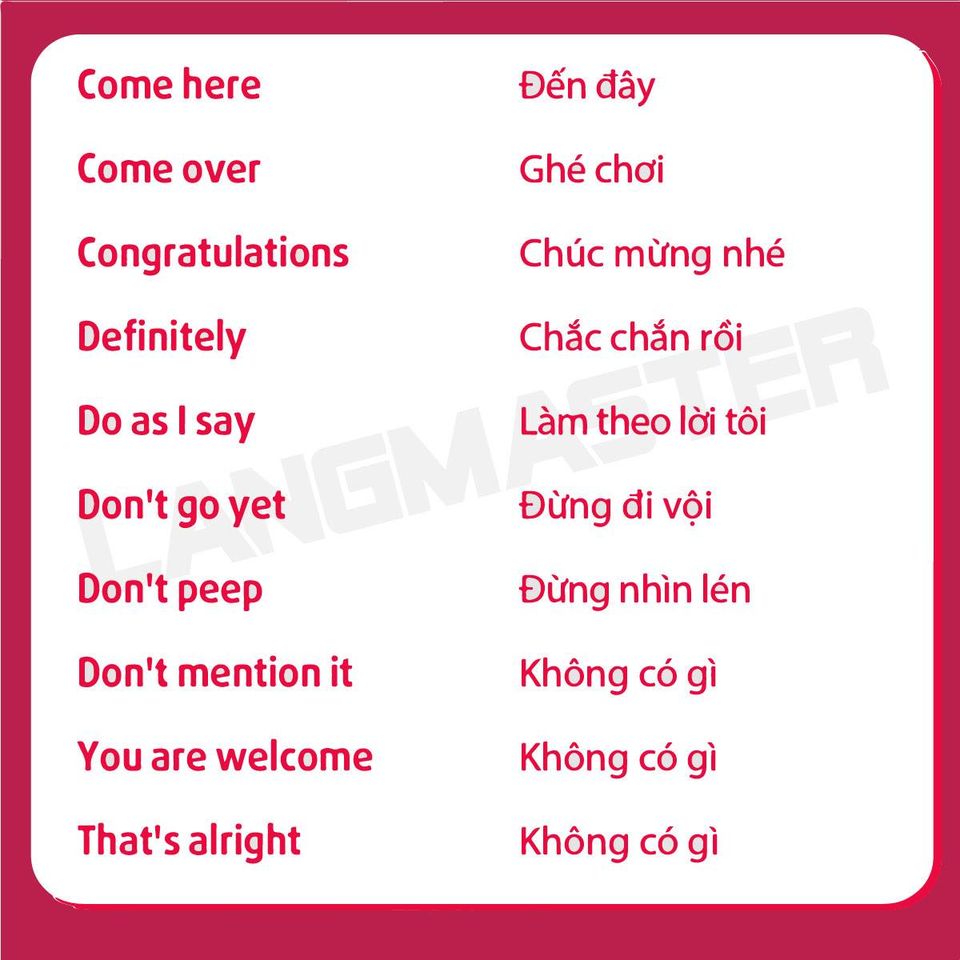 Come here Đến đây
Come over Ghé chơi
Congratulations Chúc mừng nhé
Definitely Chắc chắn rồi
Do as I say Làm theo lời tôi
Don't go yet Đừng đi vội
Don't peep Đừng nhìn lén
Don't mention it Không có gì
You are welcome Không có gì
That's alright Không có gì
LANGMASTER